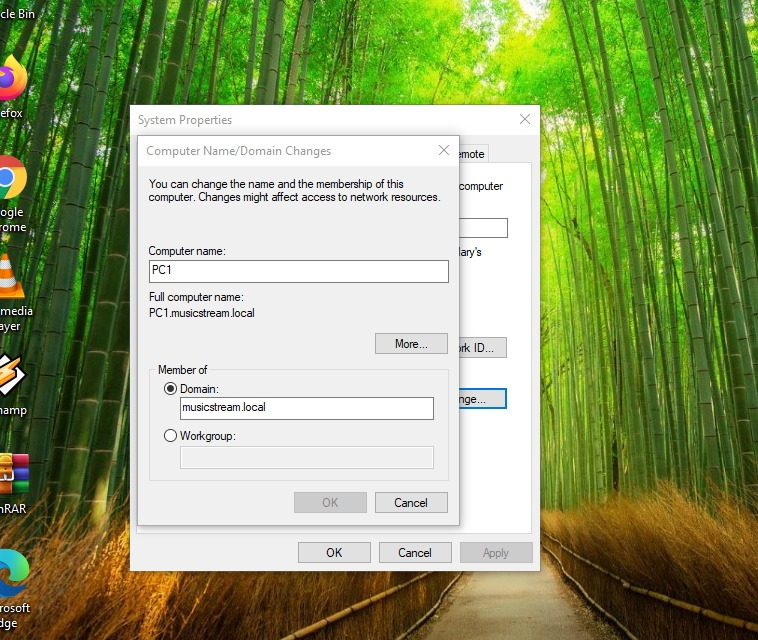 cle Bin
efox
ogle
rome
media
ayer
amp
nRAR
rosoft
dge
System Properties
emote
computer
lary's
rk ID...
nge...
OK
Cancel
Apply
Computer Name/Domain Changes
You can change the name and the membership of this
computer. Changes might affect access to network resources.
Computer name:
PC1
Full computer name:
PC1.musicstream.local
More...
Member of
Domain:
musicstream.local
Workgroup:
OK
Cancel